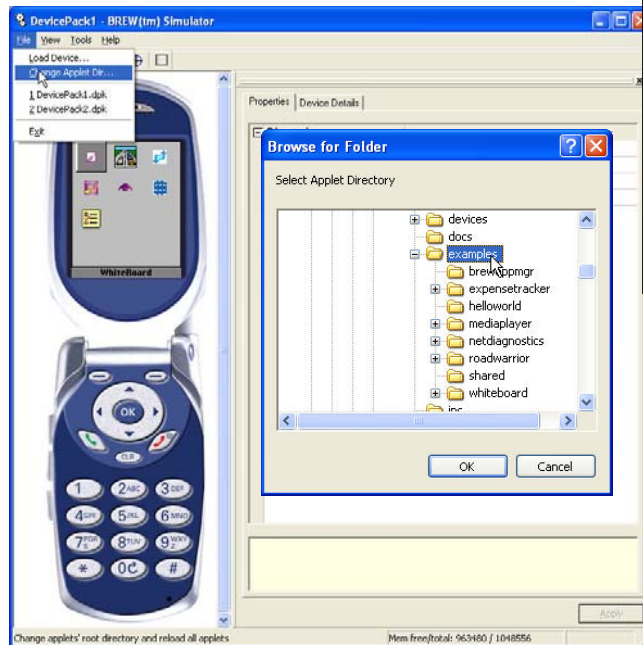 DevicePack1 - BREW(tm) Simulator
File View Tools Help
Load Device...
Change Applet Dir...
1 DevicePack1.dpk
2 DevicePack2.dpk
Exit
WhiteBoard
OK
CLR
1 2ABC 3DEF
4GHI 5JKL 6MNO
7PQRS 8TUV 9WXYZ
* 0 #
Properties Device Details
Browse for Folder
Select Applet Directory
devices
docs
examples
brewappmgr
expensetracker
helloworld
mediaplayer
netdiagnostics
roadwarrior
shared
whiteboard
inc
OK Cancel
Apply
Change applets' root directory and reload all applets
Mem free/total: 963480 / 1048556